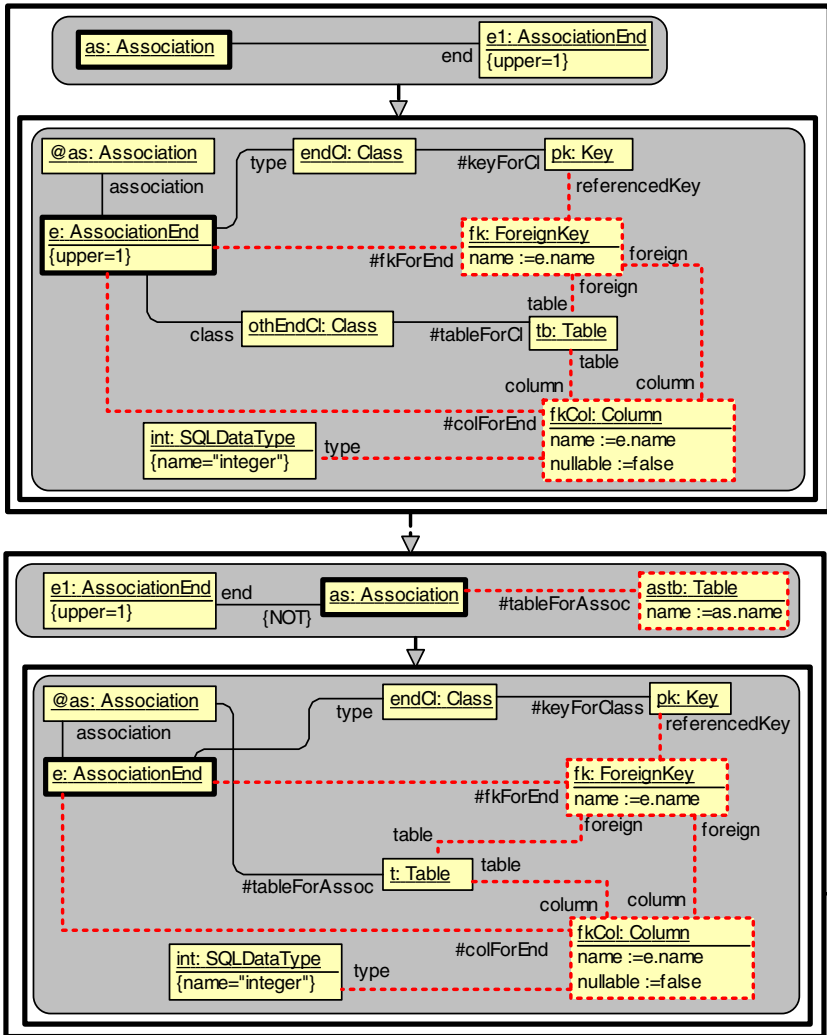 as: Association
end
e1: AssociationEnd
{upper=1}
@as: Association
association
type
endCl: Class
#keyForCl
pk: Key
referencedKey
e: AssociationEnd
{upper=1}
#fkForEnd
fk: ForeignKey
name :=e.name
foreign
foreign
table
class
othEndCl: Class
#tableForCl
tb: Table
table
column
column
#colForEnd
fkCol: Column
name :=e.name
nullable :=false
int: SQLDataType
{name="integer"}
type
e1: AssociationEnd
{upper=1}
end
{NOT}
as: Association
#tableForAssoc
astb: Table
name :=as.name
@as: Association
association
type
endCl: Class
#keyForClass
pk: Key
referencedKey
e: AssociationEnd
#fkForEnd
fk: ForeignKey
name :=e.name
foreign
foreign
table
table
#tableForAssoc
t: Table
column
column
#colForEnd
fkCol: Column
name :=e.name
nullable :=false
int: SQLDataType
{name="integer"}
type